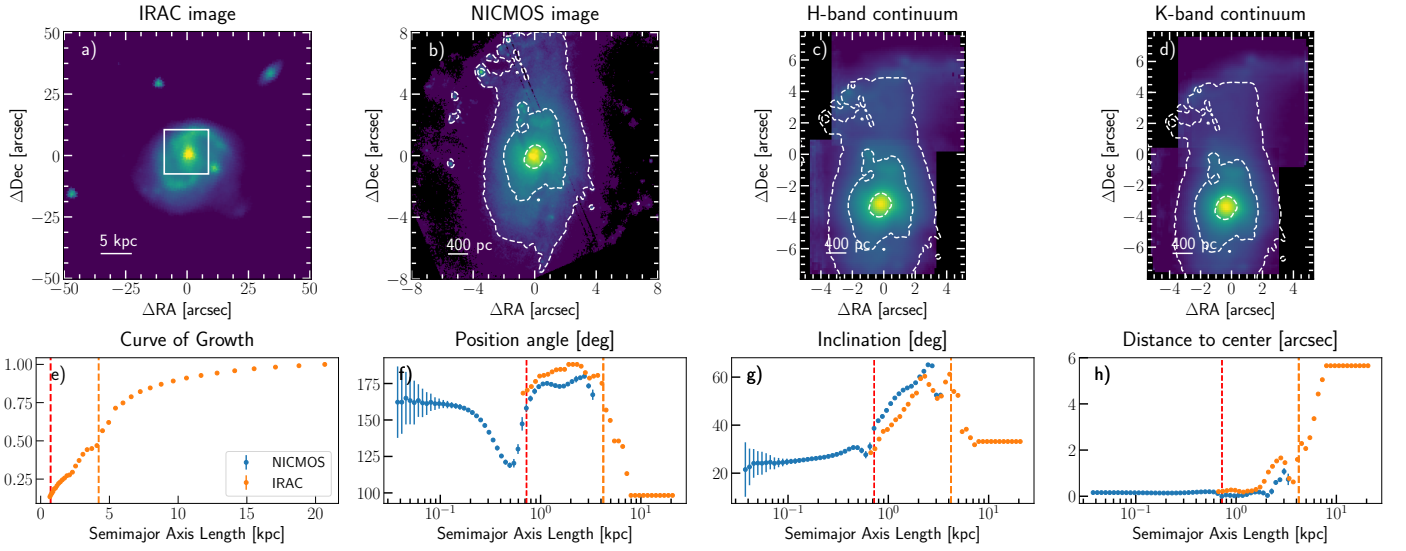 IRAC image
NICMOS image
H-band continuum
K-band continuum
a)
b)
c)
d)
50
25
0
−25
−50
ΔDec [arcsec]
5 kpc
−50 −25 0 25 50
ΔRA [arcsec]
8
4
0
−4
−8
ΔDec [arcsec]
400 pc
−8 −4 0 4 8
ΔRA [arcsec]
6
4
2
0
−2
−4
−6
ΔDec [arcsec]
400 pc
−4 −2 0 2 4
ΔRA [arcsec]
6
4
2
0
−2
−4
−6
ΔDec [arcsec]
400 pc
−4 −2 0 2 4
ΔRA [arcsec]
Curve of Growth
Position angle [deg]
Inclination [deg]
Distance to center [arcsec]
e)
f)
g)
h)
1.00
0.75
0.50
0.25
NICMOS
IRAC
0 5 10 15 20
Semimajor Axis Length [kpc]
175
150
125
100
10⁻¹ 10⁰ 10¹
Semimajor Axis Length [kpc]
60
40
20
10⁻¹ 10⁰ 10¹
Semimajor Axis Length [kpc]
6
4
2
0
10⁻¹ 10⁰ 10¹
Semimajor Axis Length [kpc]